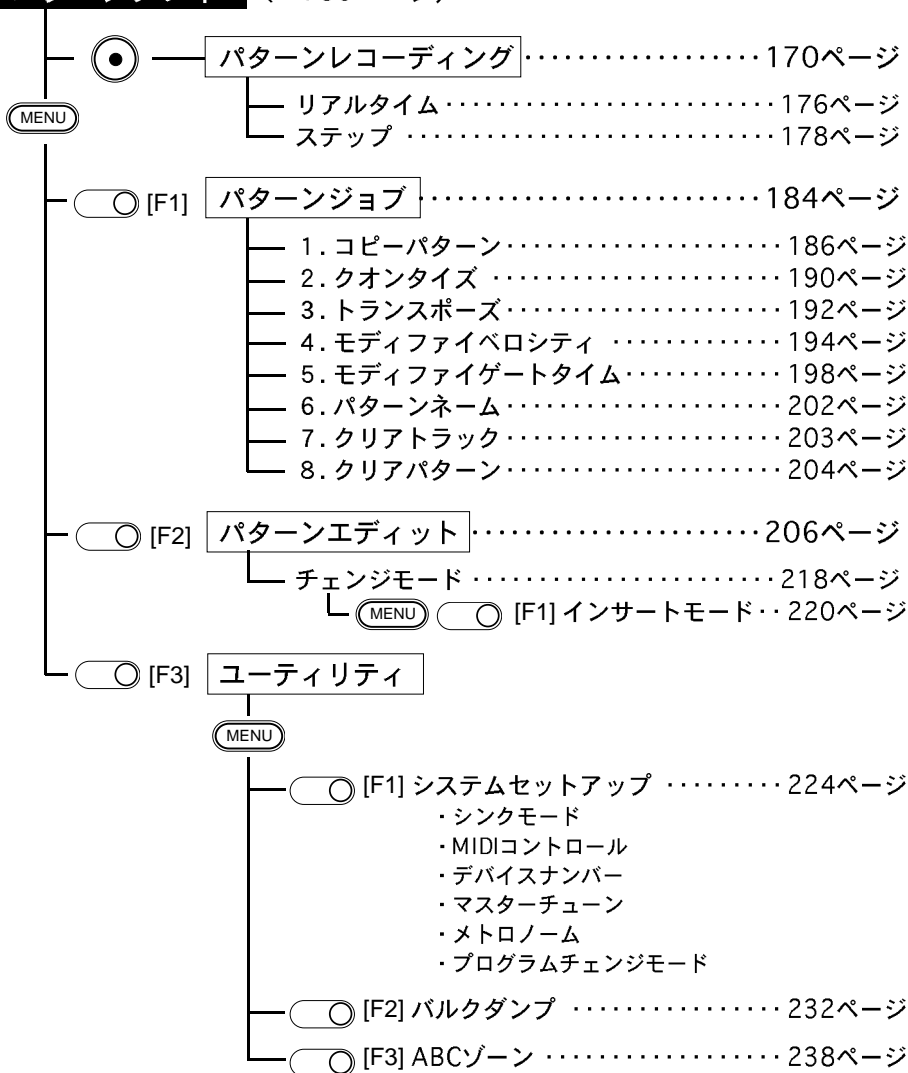 パターンレコーディング··················170ページ
MENU
リアルタイム··························176ページ
ステップ ····························178ページ
[F1] パターンジョブ··························184ページ
1.コピーパターン·····················186ページ
2.クオンタイズ ······················190ページ
3.トランスポーズ·····················192ページ
4.モディファイベロシティ ·············194ページ
5.モディファイゲートタイム············198ページ
6.パターンネーム·····················202ページ
7.クリアトラック·····················203ページ
8.クリアパターン·····················204ページ
[F2] パターンエディット······················206ページ
チェンジモード·······················218ページ
MENU [F1] インサートモード··220ページ
[F3] ユーティリティ
MENU
[F1] システムセットアップ ·········224ページ
・シンクモード
・MIDIコントロール
・デバイスナンバー
・マスターチューン
・メトロノーム
・プログラムチェンジモード
[F2] バルクダンプ ················232ページ
[F3] ABCゾーン ··················238ページ